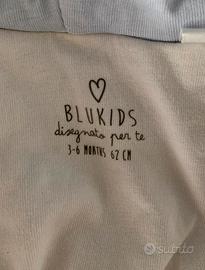 BLUKIDS
disegnato per te
3-6 MONTHS 62 CM
subito